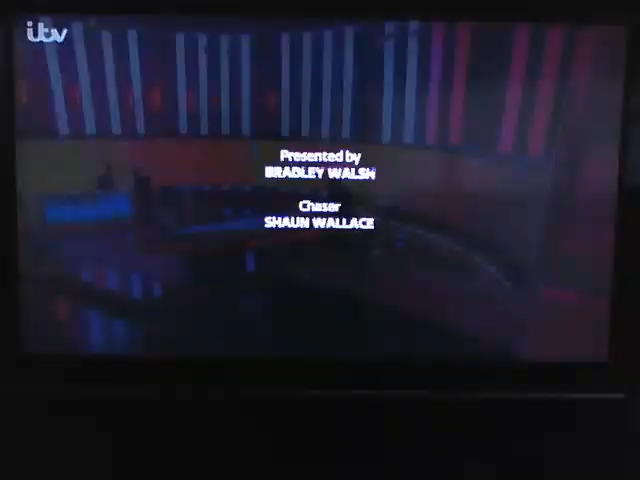 itv
Presented by
BRADLEY WALSH
Chaser
SHAUN WALLACE